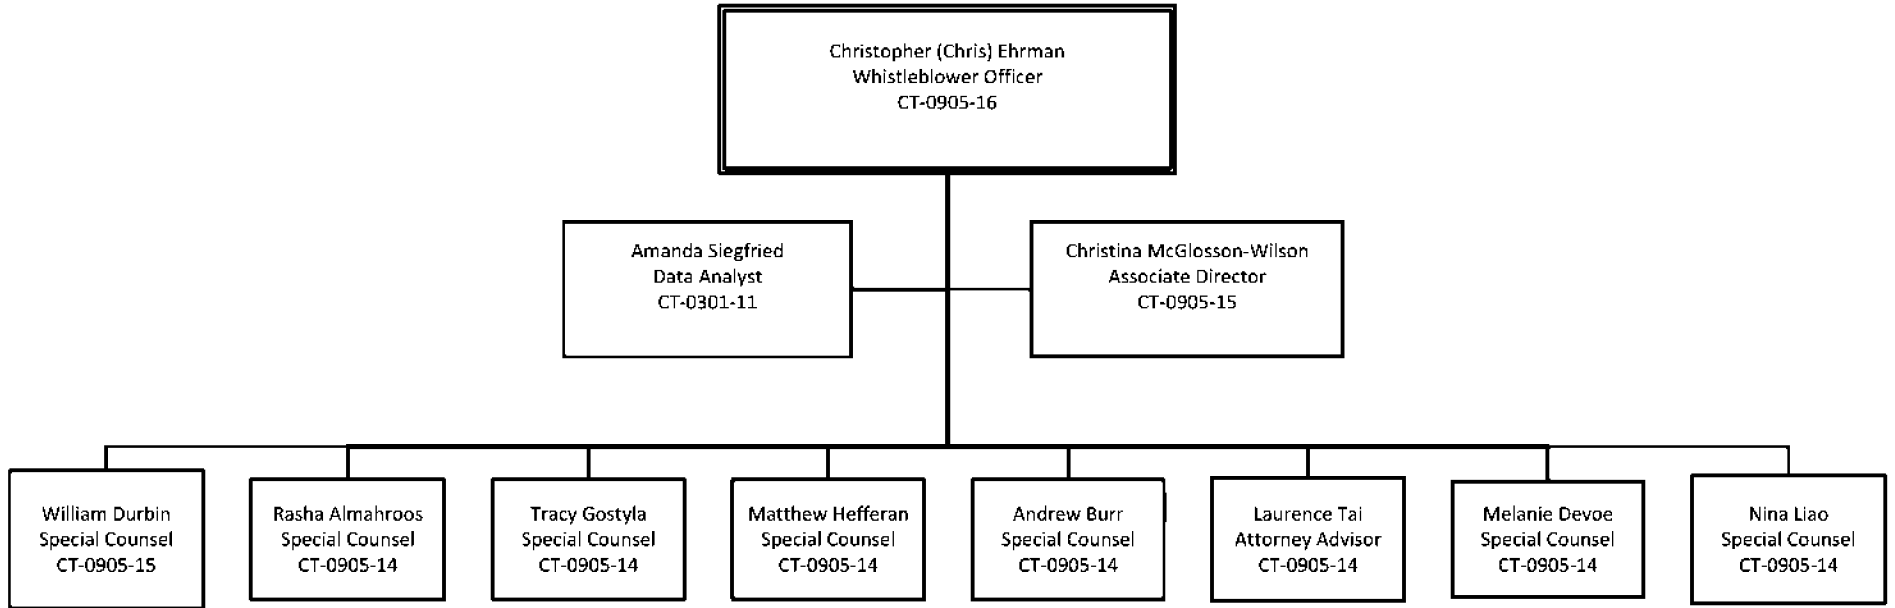 Christopher (Chris) Ehrman
Whistleblower Officer
CT-0905-16
Amanda Siegfried
Data Analyst
CT-0301-11
Christina McGlosson-Wilson
Associate Director
CT-0905-15
William Durbin
Special Counsel
CT-0905-15
Rasha Almahroos
Special Counsel
CT-0905-14
Tracy Gostyla
Special Counsel
CT-0905-14
Matthew Hefferan
Special Counsel
CT-0905-14
Andrew Burr
Special Counsel
CT-0905-14
Laurence Tai
Attorney Advisor
CT-0905-14
Melanie Devoe
Special Counsel
CT-0905-14
Nina Liao
Special Counsel
CT-0905-14